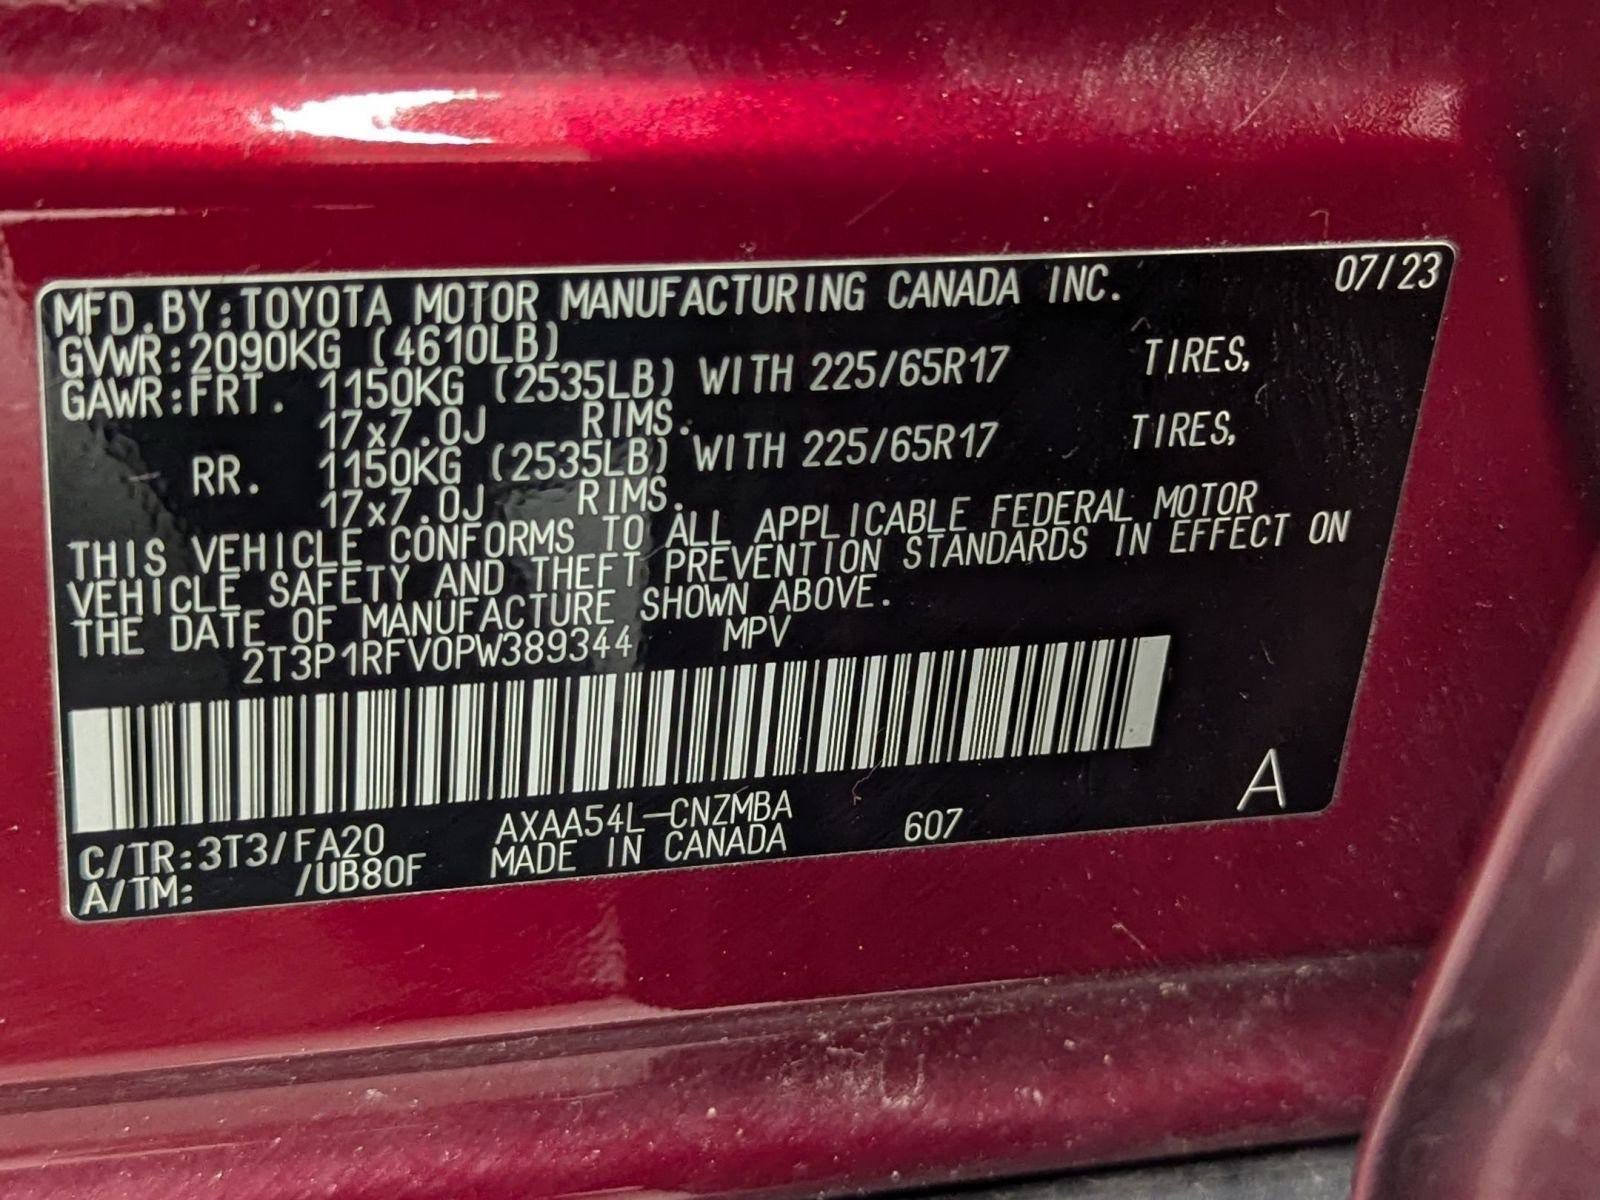 MFD.BY:TOYOTA MOTOR MANUFACTURING CANADA INC. 07/23
GVWR:2090KG (4610LB)
GAWR:FRT. 1150KG (2535LB) WITH 225/65R17 TIRES,
17x7.0J RIMS.
RR. 1150KG (2535LB) WITH 225/65R17 TIRES,
17x7.0J RIMS.
THIS VEHICLE CONFORMS TO ALL APPLICABLE FEDERAL MOTOR
VEHICLE SAFETY AND THEFT PREVENTION STANDARDS IN EFFECT ON
THE DATE OF MANUFACTURE SHOWN ABOVE.
2T3P1RFV0PW389344 MPV
A
C/TR:3T3/FA20 AXAA54L-CNZMBA 607
A/TM: /UB80F MADE IN CANADA